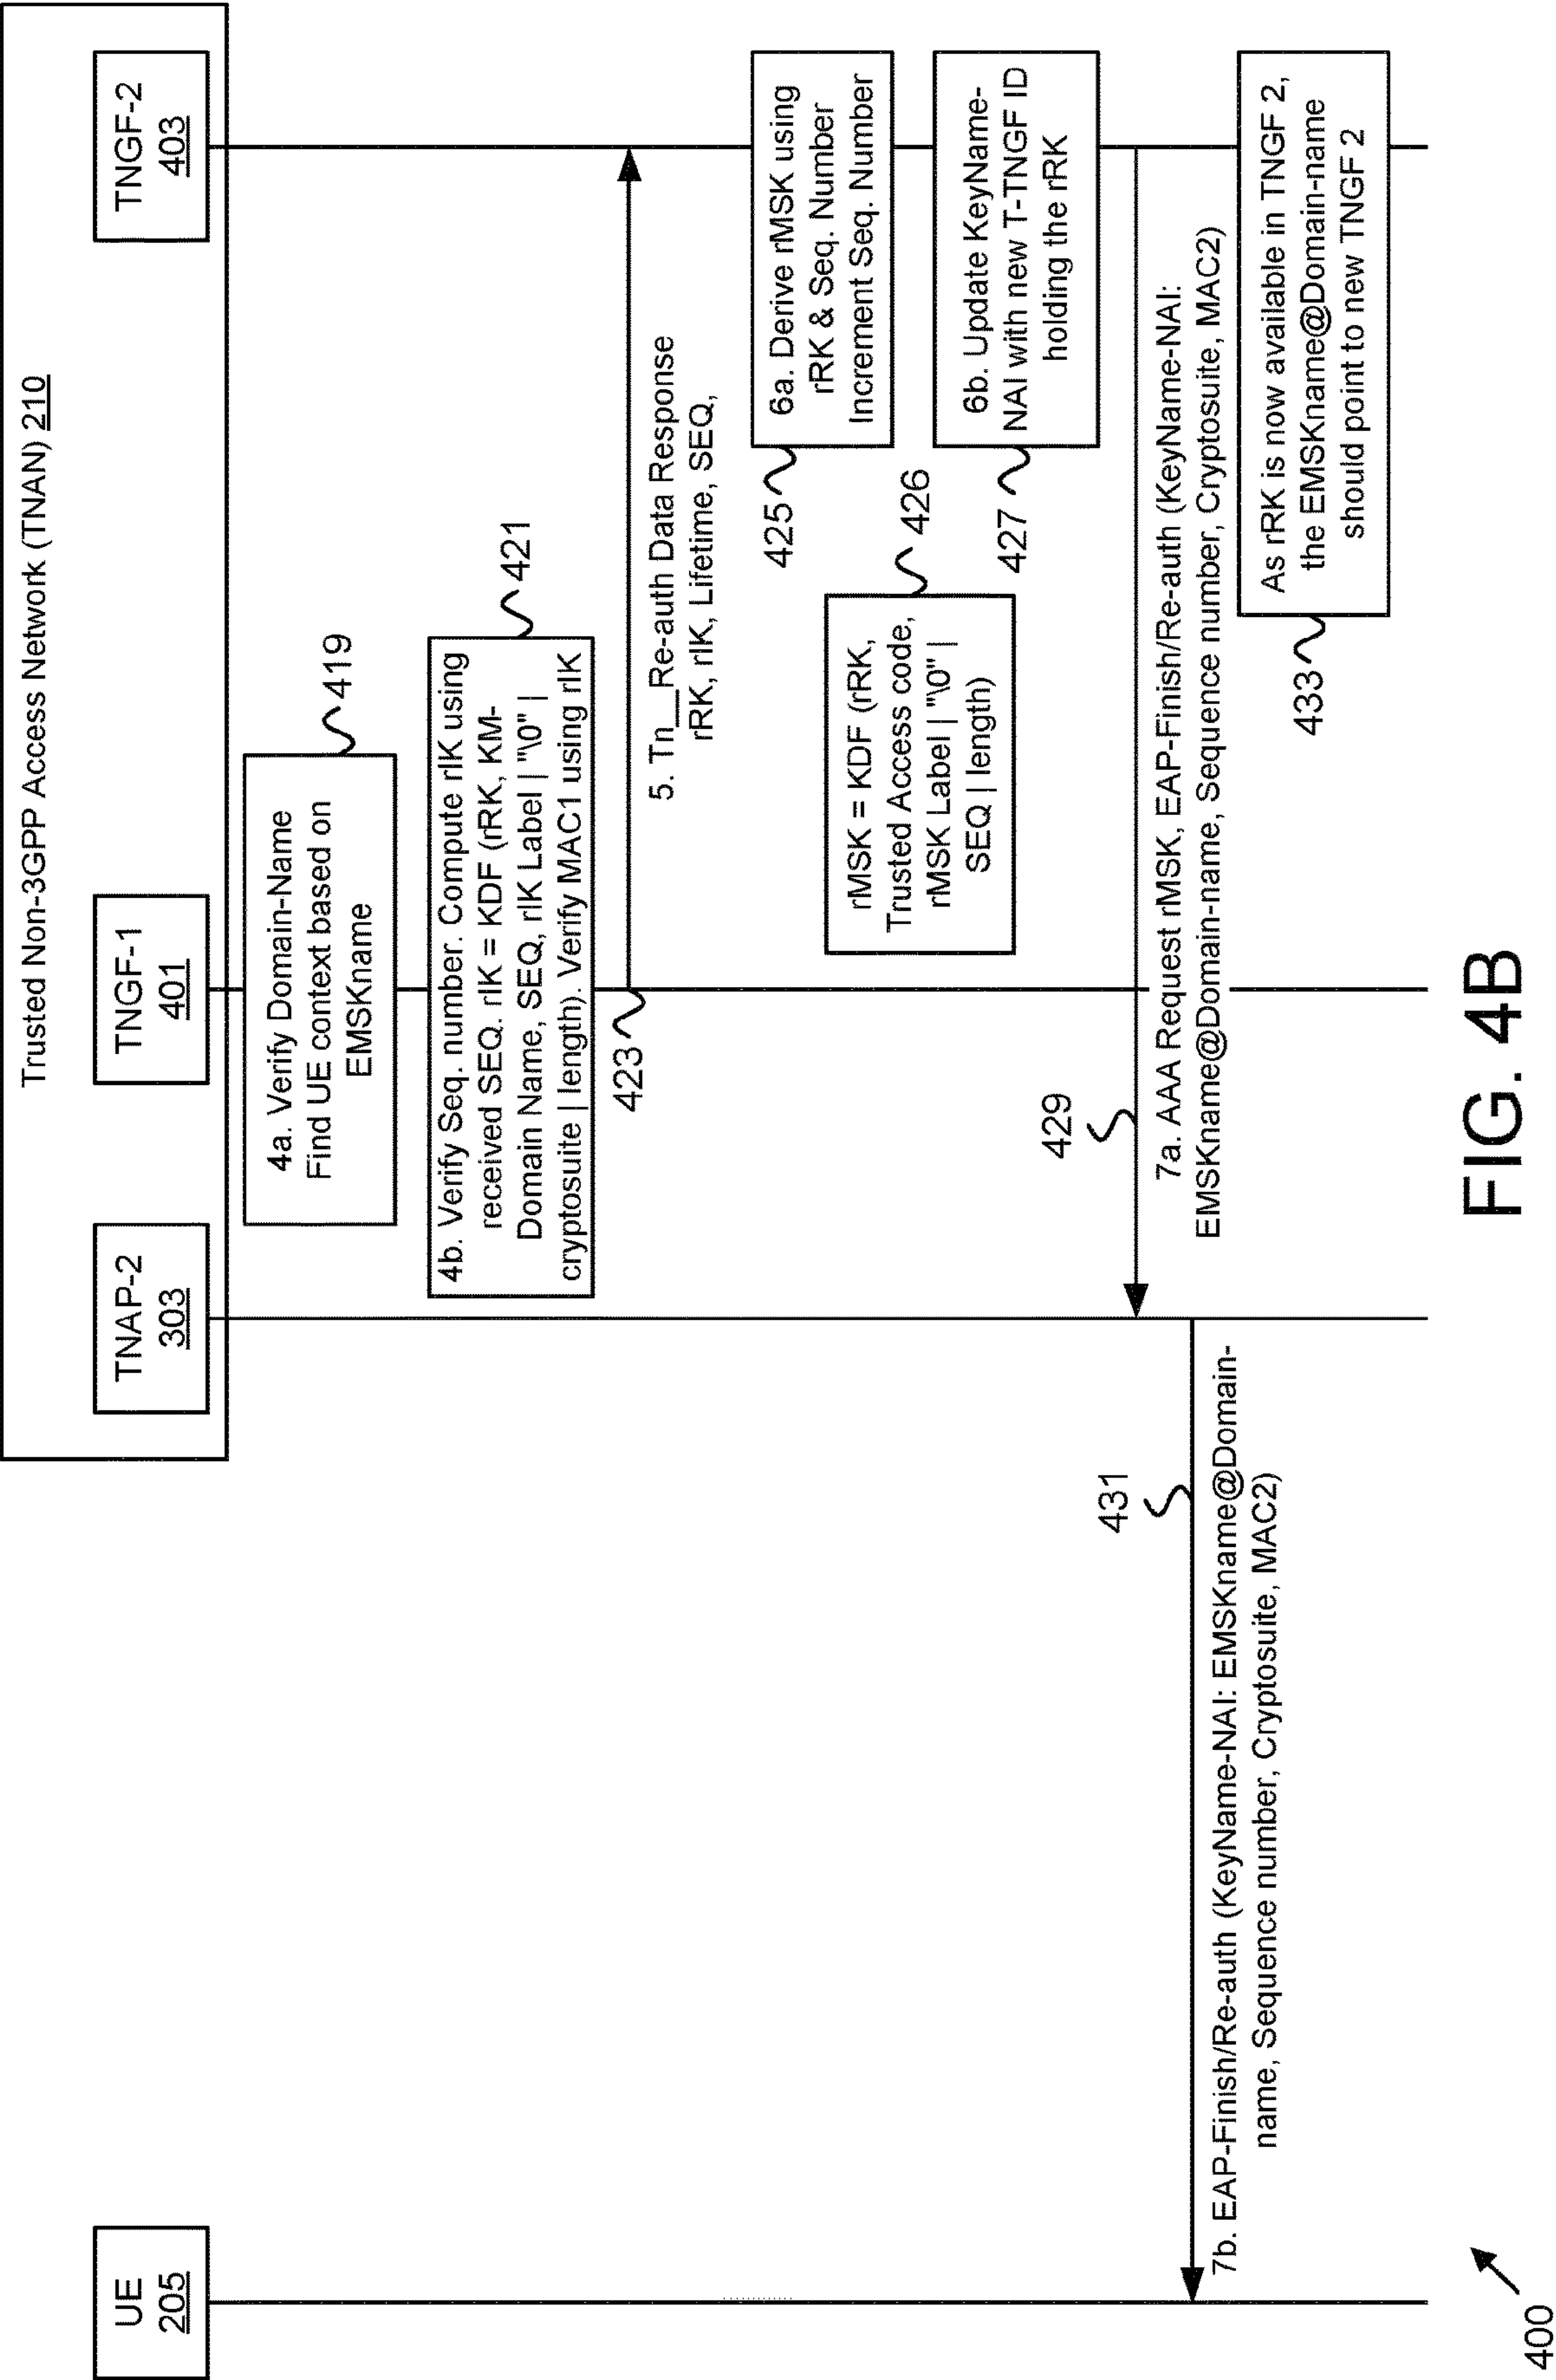 Trusted Non-3GPP Access Network (TNAN) 210
UE
205
TNAP-2
303
TNGF-1
401
TNGF-2
403
4a. Verify Domain-Name
Find UE context based on
EMSKname
419
4b. Verify Seq. number. Compute rIK using
received SEQ. rIK = KDF (rRK, KM-
Domain Name, SEQ, rIK Label | "\0" |
cryptosuite | length). Verify MAC1 using rIK
421
423
5. Tn__Re-auth Data Response
rRK, rIK, Lifetime, SEQ,
6a. Derive rMSK using
rRK & Seq. Number
Increment Seq. Number
425
rMSK = KDF (rRK,
Trusted Access code,
rMSK Label | "\0" |
SEQ | length)
426
6b. Update KeyName-
NAI with new T-TNGF ID
holding the rRK
427
429
7a. AAA Request rMSK, EAP-Finish/Re-auth (KeyName-NAI:
EMSKname@Domain-name, Sequence number, Cryptosuite, MAC2)
431
7b. EAP-Finish/Re-auth (KeyName-NAI: EMSKname@Domain-
name, Sequence number, Cryptosuite, MAC2)
As rRK is now available in TNGF 2,
the EMSKname@Domain-name
should point to new TNGF 2
433
400
FIG. 4B